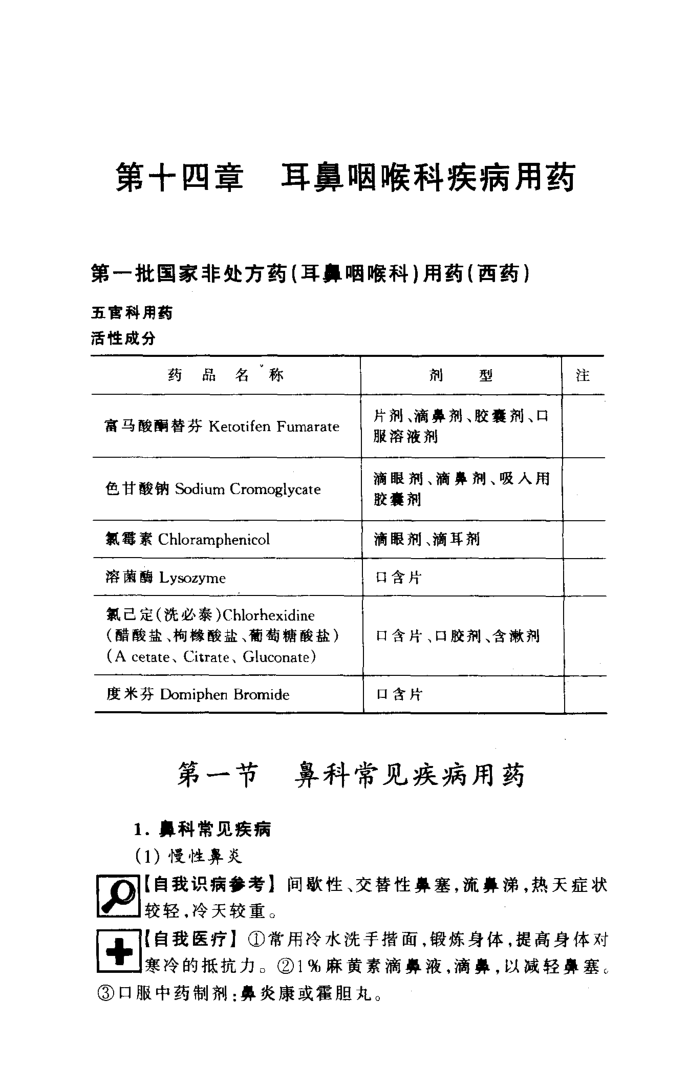 第十四章 耳鼻咽喉科疾病用药
第一批国家非处方药(耳鼻咽喉科)用药(西药)
五官科用药
活性成分
药 品 名 称 剂 型 注
富马酸酮替芬 Ketotifen Fumarate 片剂、滴鼻剂、胶囊剂、口
服溶液剂
色甘酸钠 Sodium Cromoglycate 滴眼剂、滴鼻剂、吸入用
胶囊剂
氯霉素 Chloramphenicol 滴眼剂、滴耳剂
溶菌酶 Lysozyme 口含片
氯己定(洗必泰)Chlorhexidine
(醋酸盐、枸橼酸盐、葡萄糖酸盐) 口含片、口胶剂、含漱剂
(A cetate、Citrate、Gluconate)
度米芬 Domiphen Bromide 口含片
第一节 鼻科常见疾病用药
1. 鼻科常见疾病
(1) 慢性鼻炎
【自我识病参考】间歇性、交替性鼻塞,流鼻涕,热天症状
较轻,冷天较重。
【自我医疗】①常用冷水洗手揩面,锻炼身体,提高身体对
寒冷的抵抗力。②1%麻黄素滴鼻液,滴鼻,以减轻鼻塞。
③口服中药制剂:鼻炎康或霍胆丸。